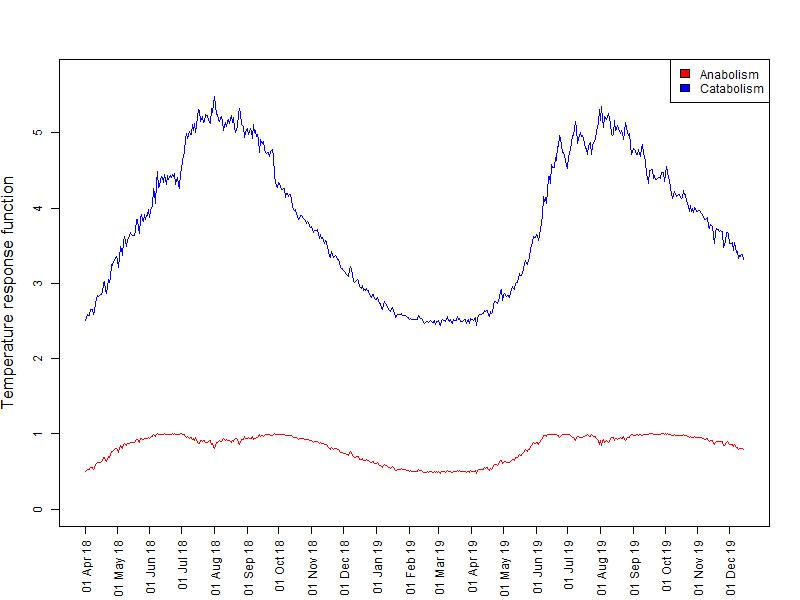 Anabolism
Catabolism
Temperature response function
5
4
3
2
1
0
01 Apr 18
01 May 18
01 Jun 18
01 Jul 18
01 Aug 18
01 Sep 18
01 Oct 18
01 Nov 18
01 Dec 18
01 Jan 19
01 Feb 19
01 Mar 19
01 Apr 19
01 May 19
01 Jun 19
01 Jul 19
01 Aug 19
01 Sep 19
01 Oct 19
01 Nov 19
01 Dec 19